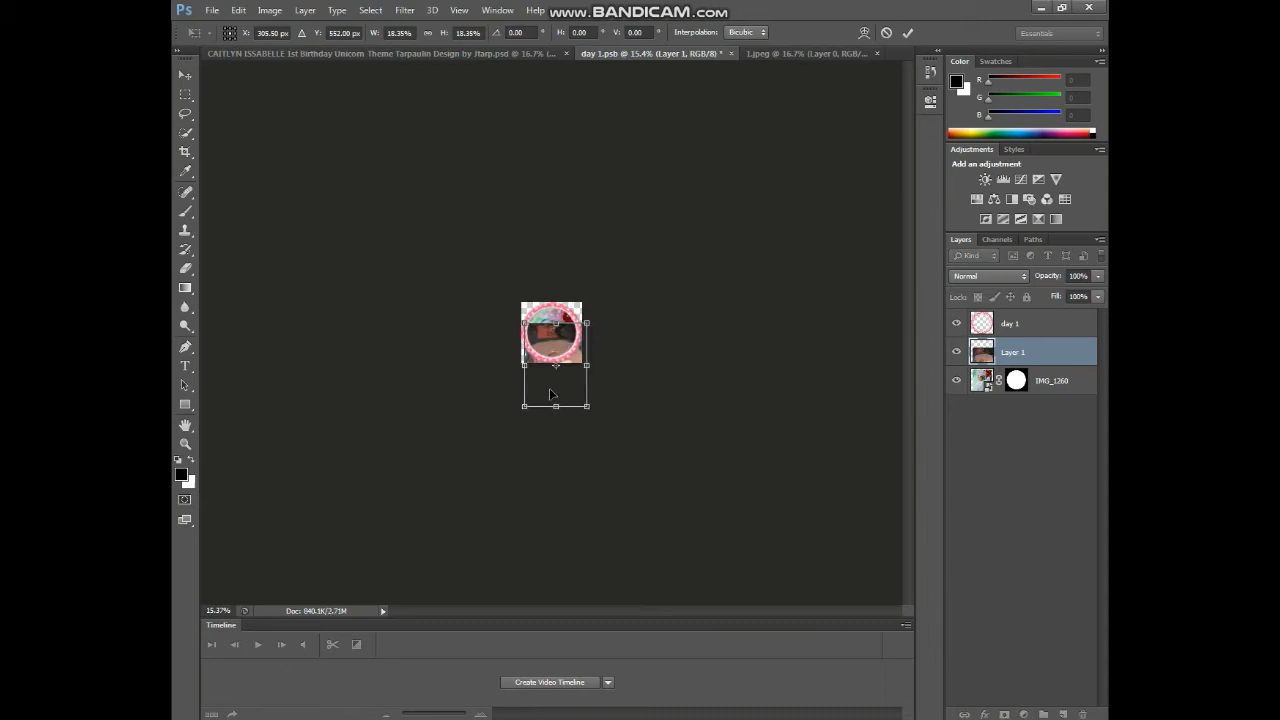 Ps File Edit Image Layer Type Select Filter 3D View Window Help www.BANDICAM.com
X: 305.50 px Y: 552.00 px W: 18.35% H: 18.35% 0.00 ° H: 0.00 ° V: 0.00 ° Interpolation: Bicubic Essentials
CAITLYN ISSABELLE 1st Birthday Unicorn Theme Tarpaulin Design by Jtarp.psd @ 16.7% (... × day 1.psb @ 15.4% (Layer 1, RGB/8) * × 1.jpeg @ 16.7% (Layer 0, RGB/... ×
Color Swatches
R 0
G 0
B 0
Adjustments Styles
Add an adjustment
Layers Channels Paths
Kind
Normal Opacity: 100%
Lock: Fill: 100%
day 1
Layer 1
IMG_1260
15.37% Doc: 840.1K/2.71M
Timeline
Create Video Timeline